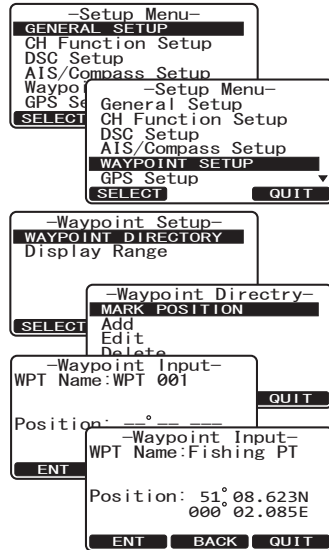 –Setup Menu–
GENERAL SETUP
CH Function Setup
DSC Setup
AIS/Compass Setup
SELECT
–Setup Menu–
General Setup
CH Function Setup
DSC Setup
AIS/Compass Setup
WAYPOINT SETUP
GPS Setup ▼
SELECT QUIT
–Waypoint Setup–
WAYPOINT DIRECTORY
Display Range
SELECT
–Waypoint Directry–
MARK POSITION
Add
Edit
Delete
QUIT
–Waypoint Input–
WPT Name:WPT 001
Position: __°__.___
ENT
–Waypoint Input–
WPT Name:Fishing PT
Position: 51°08.623N
000°02.085E
ENT BACK QUIT